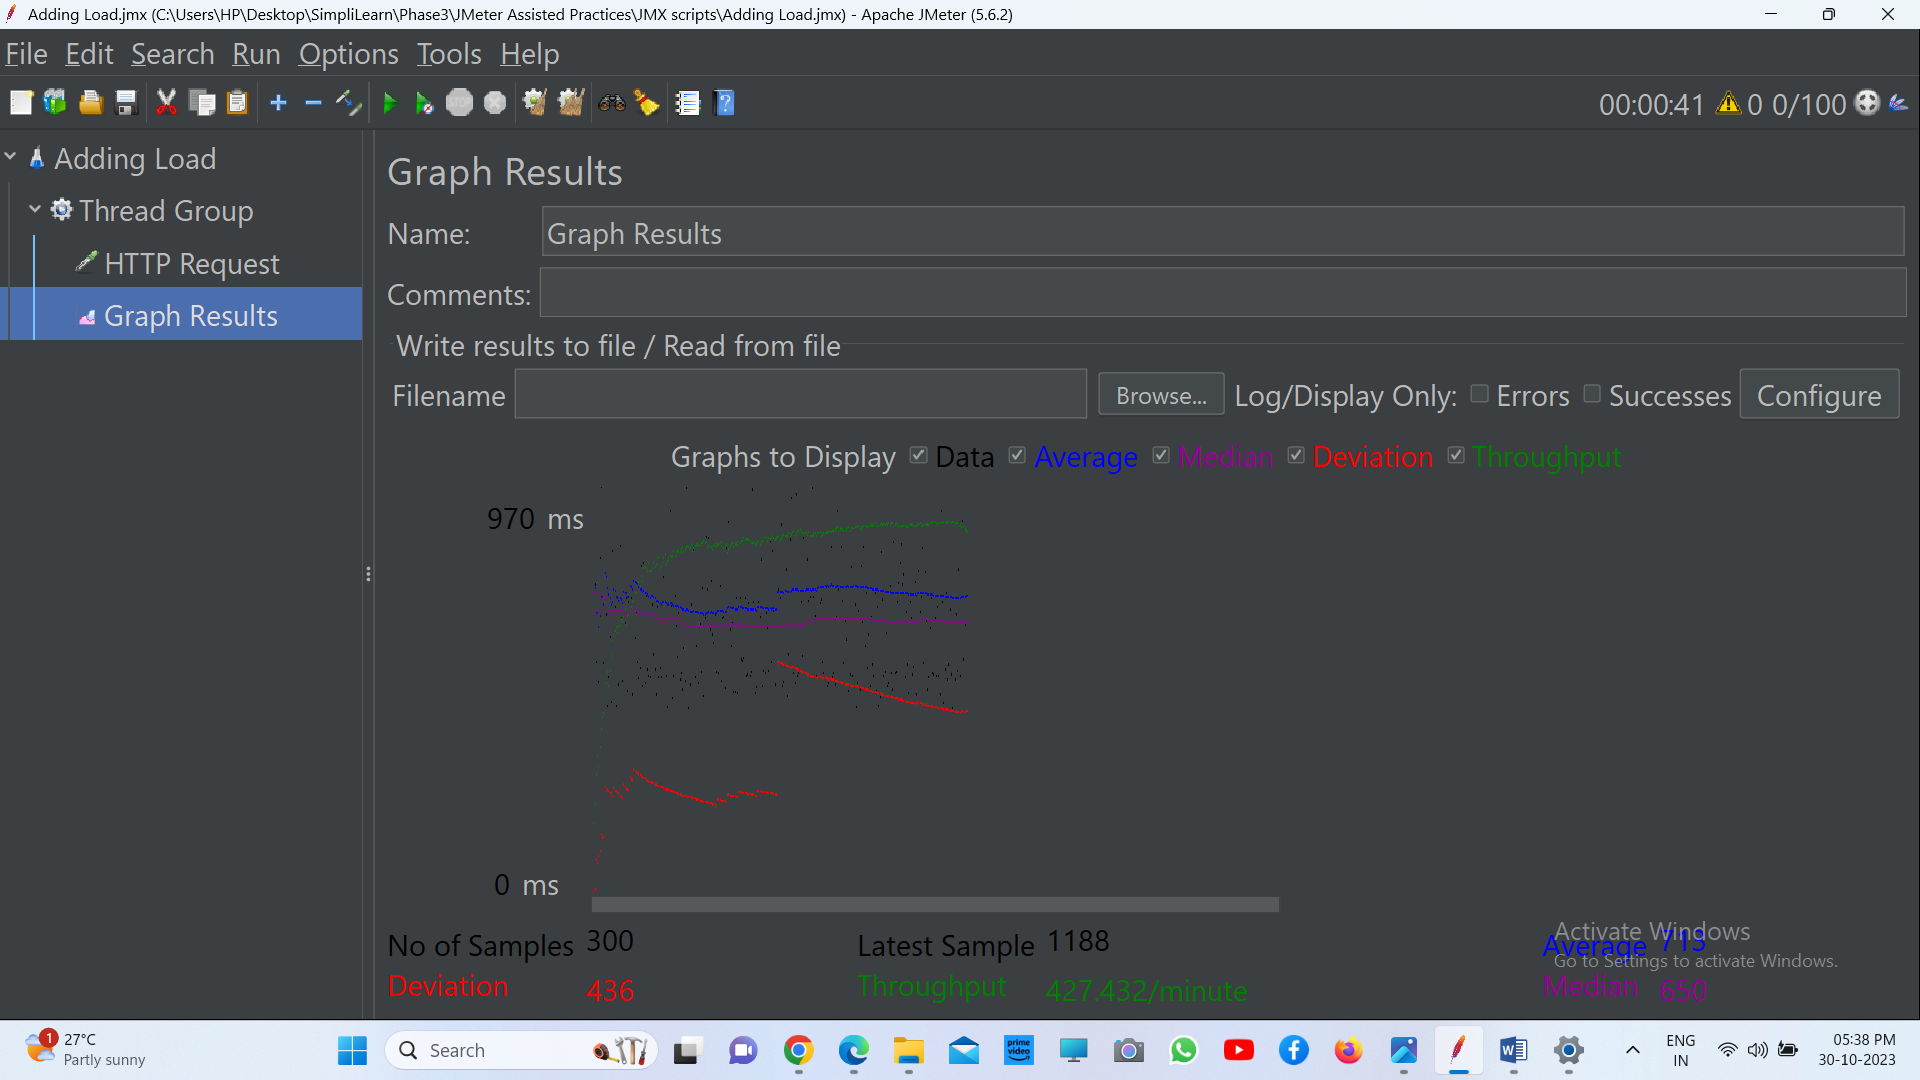 Adding Load.jmx (C:\Users\HP\Desktop\SimpliLearn\Phase3\JMeter Assisted Practices\JMX scripts\Adding Load.jmx) - Apache JMeter (5.6.2)
File Edit Search Run Options Tools Help
STOP
00:00:41 0 0/100
Adding Load
Thread Group
HTTP Request
Graph Results
Graph Results
Name: Graph Results
Comments:
Write results to file / Read from file
Filename Browse... Log/Display Only: Errors Successes Configure
Graphs to Display Data Average Median Deviation Throughput
970 ms
0 ms
No of Samples 300 Latest Sample 1188 Average 713
Deviation 436 Throughput 427.432/minute Median 650
Activate Windows
Go to Settings to activate Windows.
1
27°C
Partly sunny
Search
prime video
ENG
IN
05:38 PM
30-10-2023